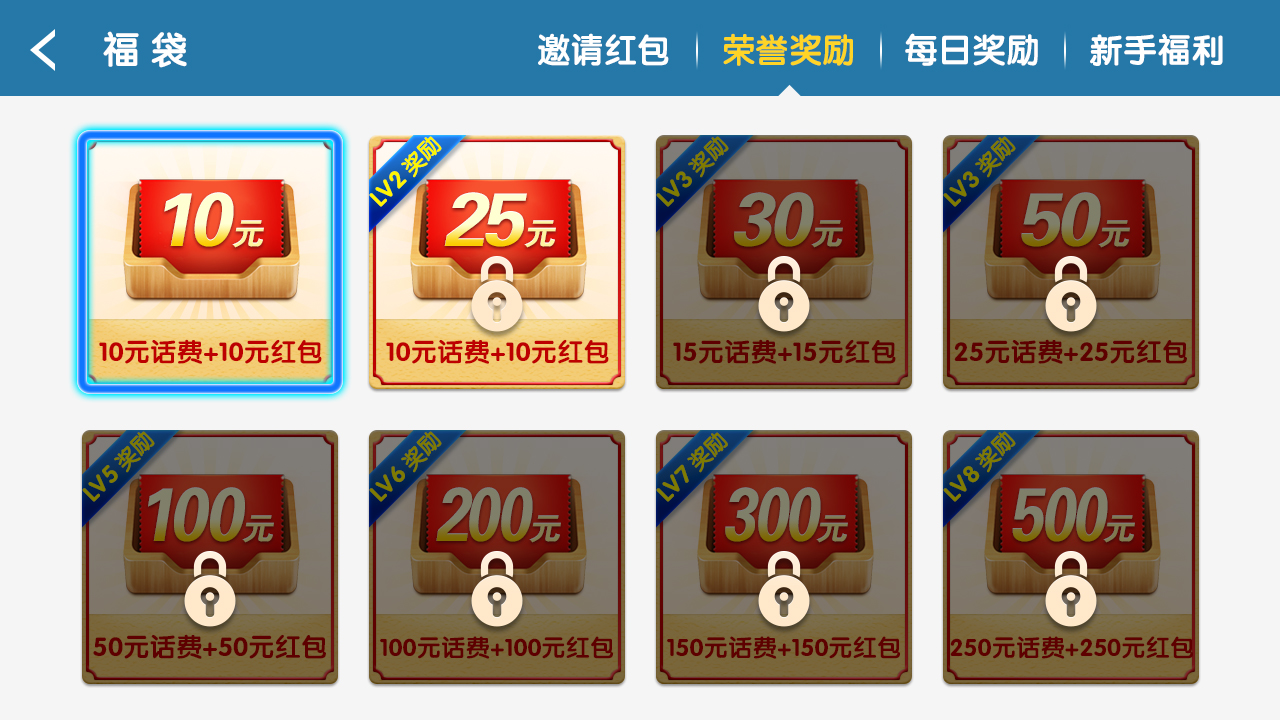 福 袋
邀请红包
荣誉奖励
每日奖励
新手福利
10元
10元话费+10元红包
LV2 奖励
25元
10元话费+10元红包
LV3 奖励
30元
15元话费+15元红包
LV3 奖励
50元
25元话费+25元红包
LV5 奖励
100元
50元话费+50元红包
LV6 奖励
200元
100元话费+100元红包
LV7 奖励
300元
150元话费+150元红包
LV8 奖励
500元
250元话费+250元红包